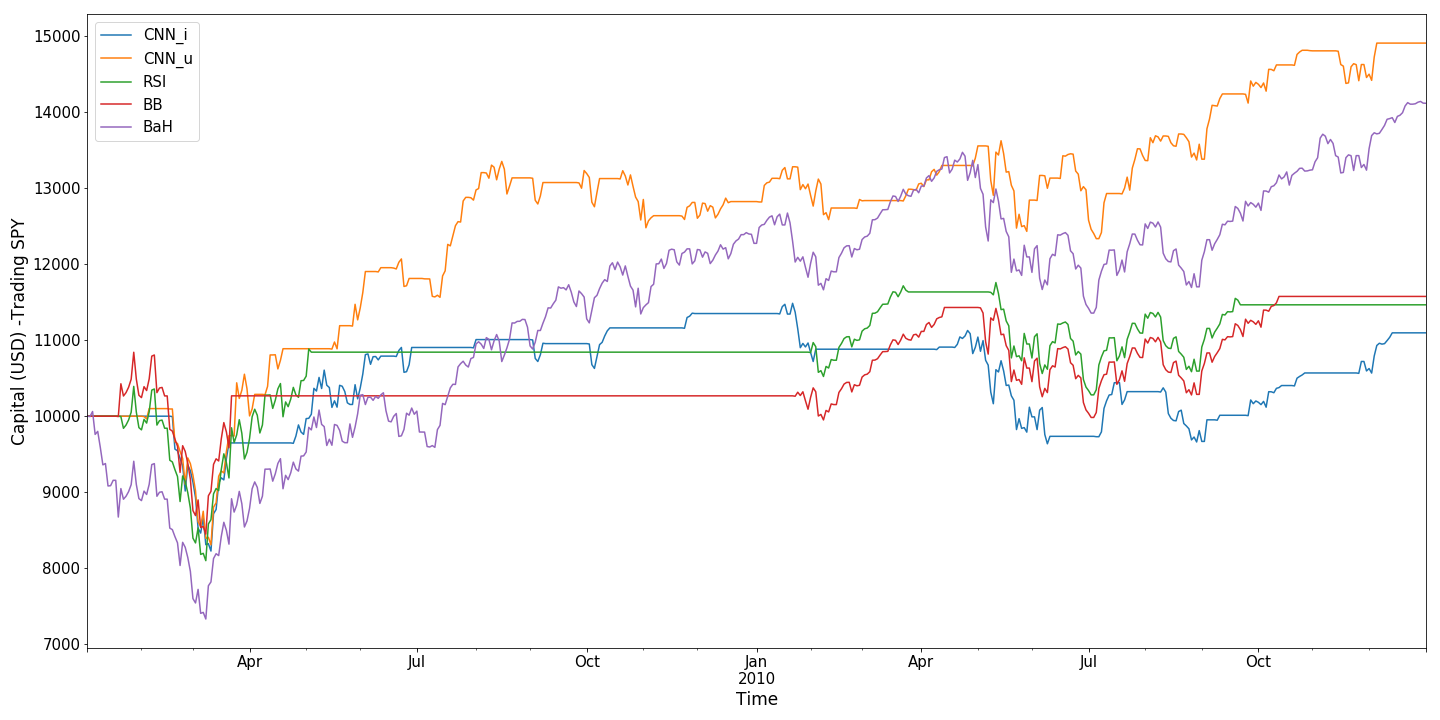 CNN_i
CNN_u
RSI
BB
BaH
15000
14000
13000
12000
11000
10000
9000
8000
7000
Capital (USD) -Trading SPY
Apr
Jul
Oct
Jan
2010
Apr
Jul
Oct
Time